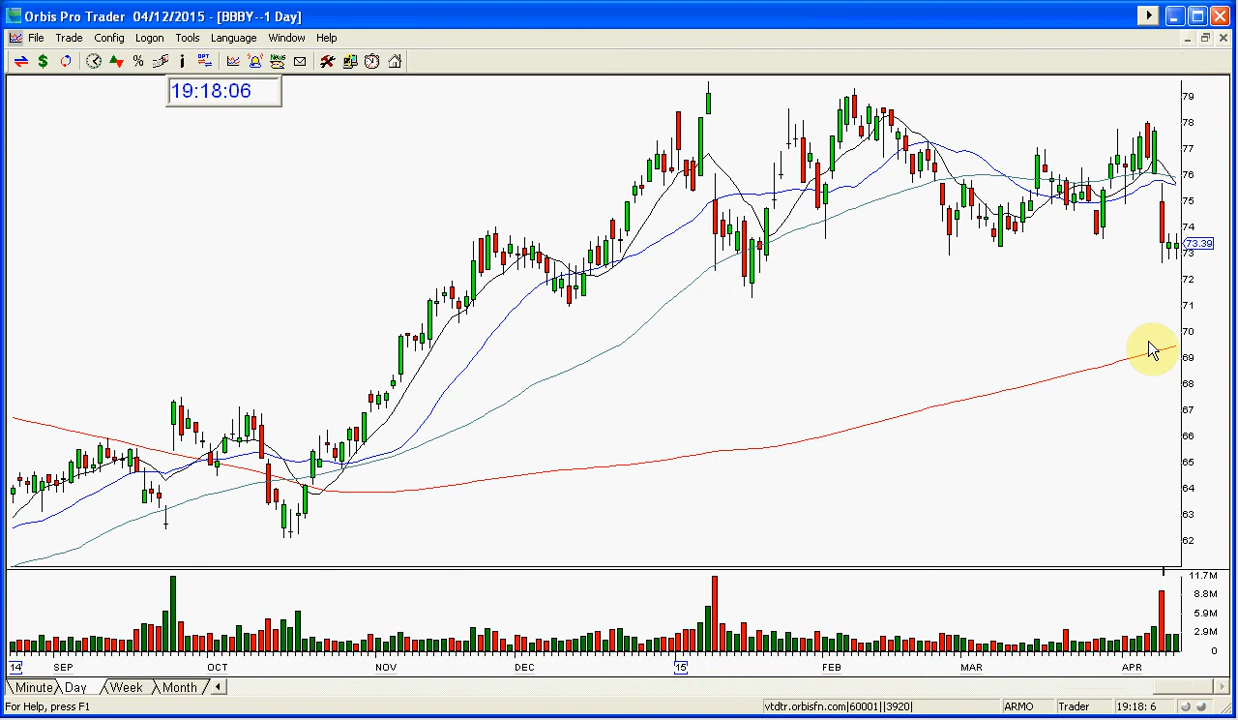 Orbis Pro Trader 04/12/2015 - [BBBY--1 Day]
File Trade Config Logon Tools Language Window Help
% i OPT News
19:18:06
79
78
77
76
75
74
73.39
73
72
71
70
69
68
67
66
65
64
63
62
11.7M
8.8M
5.9M
2.9M
0
14 SEP OCT NOV DEC 15 FEB MAR APR
Minute Day Week Month
For Help, press F1 vtdtr.orbisfn.com|60001||3920| ARMO Trader 19:18: 6